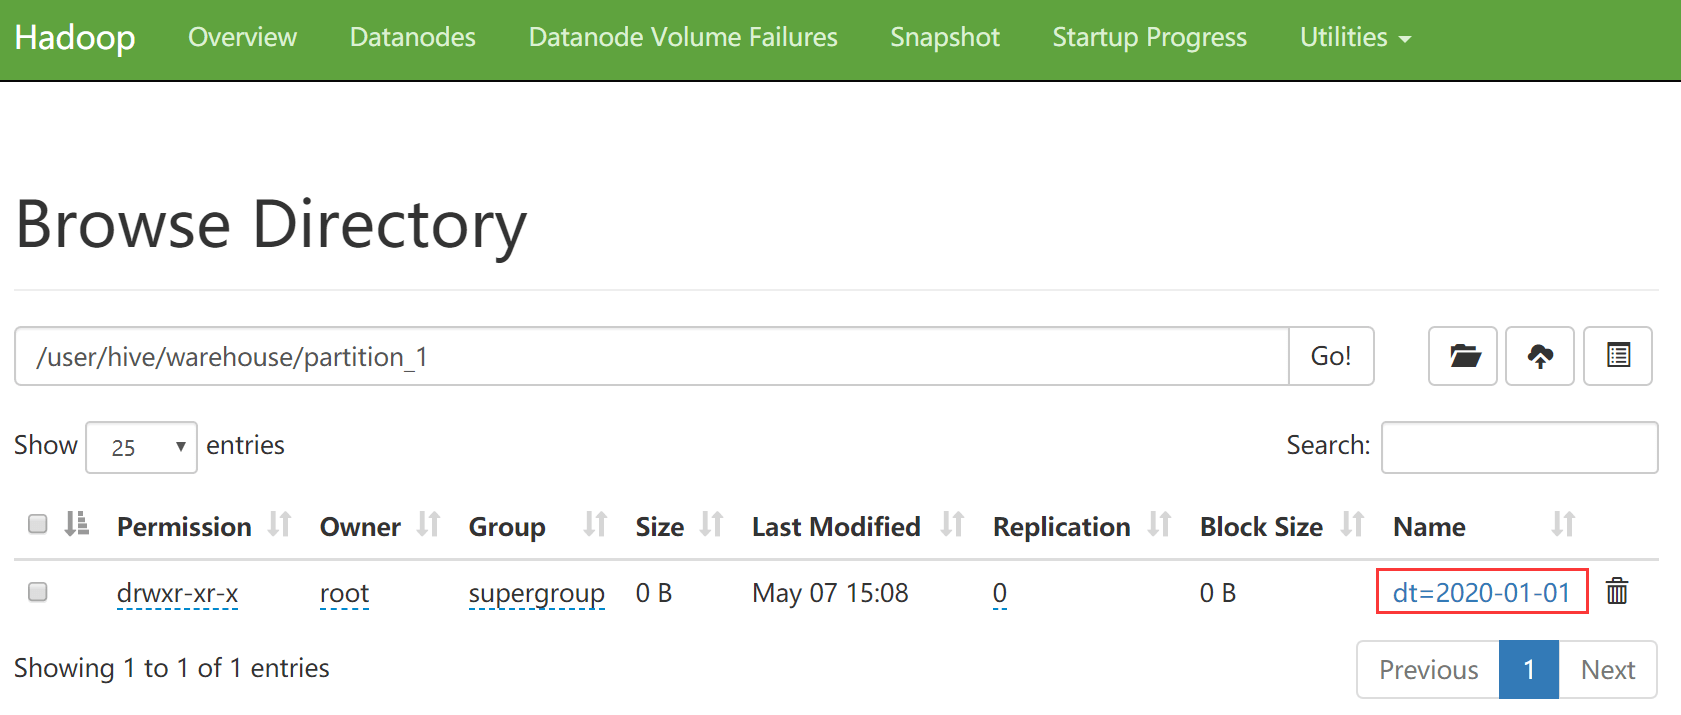 Hadoop Overview Datanodes Datanode Volume Failures Snapshot Startup Progress Utilities
Browse Directory
/user/hive/warehouse/partition_1 Go!
Show 25 entries Search:
Permission Owner Group Size Last Modified Replication Block Size Name
drwxr-xr-x root supergroup 0 B May 07 15:08 0 0 B dt=2020-01-01
Showing 1 to 1 of 1 entries Previous 1 Next